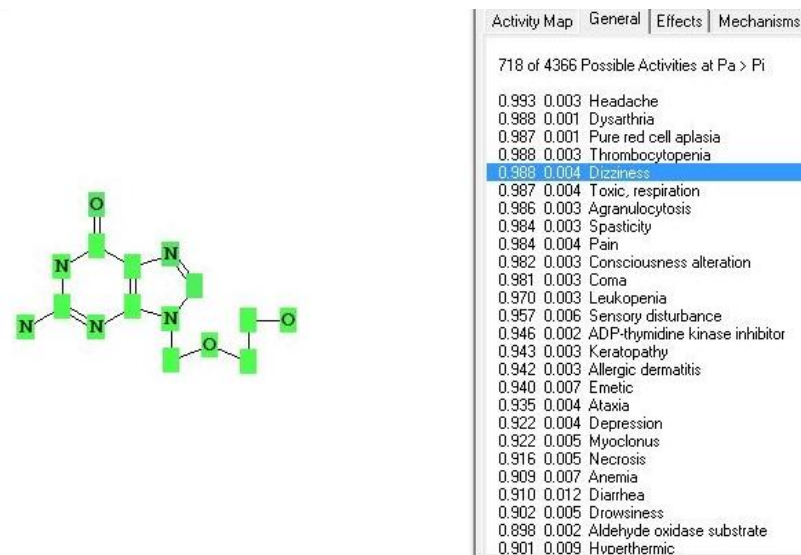 Activity Map General Effects Mechanisms
718 of 4366 Possible Activities at Pa > Pi
0.993 0.003 Headache
0.988 0.001 Dysarthria
0.987 0.001 Pure red cell aplasia
0.988 0.003 Thrombocytopenia
0.988 0.004 Dizziness
0.987 0.004 Toxic, respiration
0.986 0.003 Agranulocytosis
0.984 0.003 Spasticity
0.984 0.004 Pain
0.982 0.003 Consciousness alteration
0.981 0.003 Coma
0.970 0.003 Leukopenia
0.957 0.006 Sensory disturbance
0.946 0.002 ADP-thymidine kinase inhibitor
0.943 0.003 Keratopathy
0.942 0.003 Allergic dermatitis
0.940 0.007 Emetic
0.935 0.004 Ataxia
0.922 0.004 Depression
0.922 0.005 Myoclonus
0.916 0.005 Necrosis
0.909 0.007 Anemia
0.910 0.012 Diarrhea
0.902 0.005 Drowsiness
0.898 0.002 Aldehyde oxidase substrate
0.901 0.009 Hyperthermic
O
N
N
N
N
N
O
O